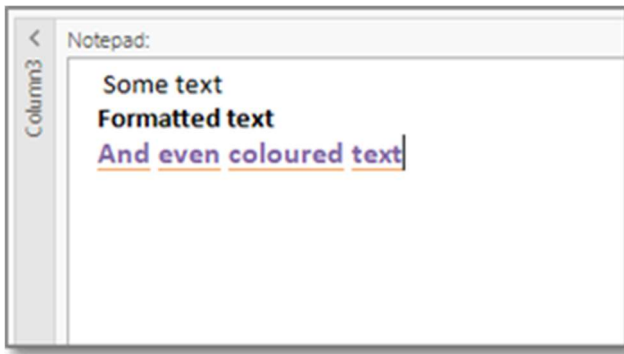 Notepad:
Column3
Some text
Formatted text
And even coloured text